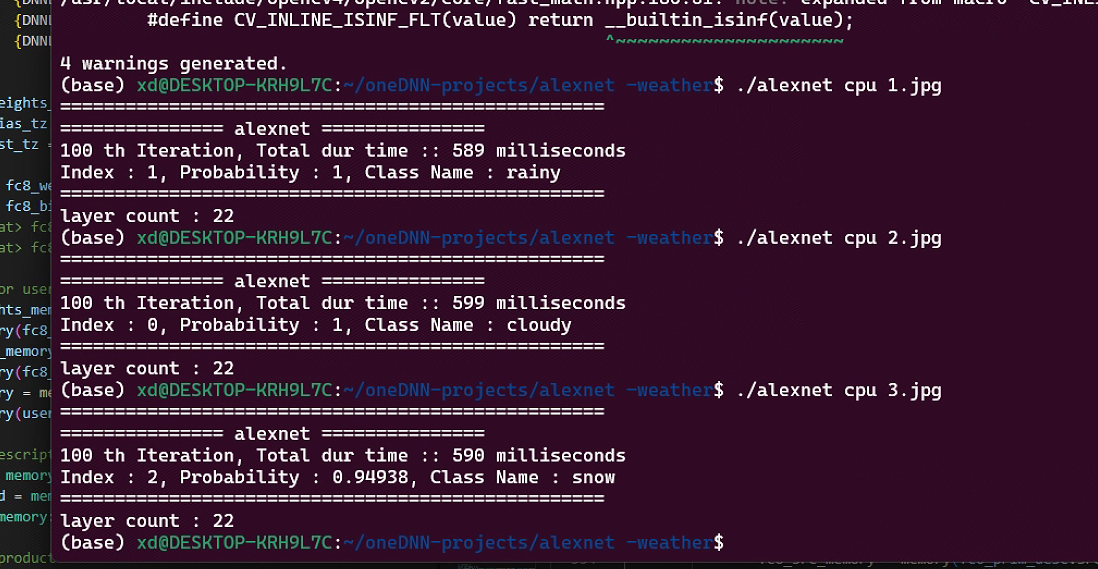 /usr/local/include/opencv4/opencv2/core/fast_math.hpp:188:81: note: expanded from macro
#define CV_INLINE_ISINF_FLT(value) return __builtin_isinf(value);
^~~~~~~~~~~~~~~~~~~~~~
4 warnings generated.
(base) xd@DESKTOP-KRH9L7C:~/oneDNN-projects/alexnet -weather$ ./alexnet cpu 1.jpg
==================================================
=============== alexnet ===============
100 th Iteration, Total dur time :: 589 milliseconds
Index : 1, Probability : 1, Class Name : rainy
==================================================
layer count : 22
(base) xd@DESKTOP-KRH9L7C:~/oneDNN-projects/alexnet -weather$ ./alexnet cpu 2.jpg
==================================================
=============== alexnet ===============
100 th Iteration, Total dur time :: 599 milliseconds
Index : 0, Probability : 1, Class Name : cloudy
==================================================
layer count : 22
(base) xd@DESKTOP-KRH9L7C:~/oneDNN-projects/alexnet -weather$ ./alexnet cpu 3.jpg
==================================================
=============== alexnet ===============
100 th Iteration, Total dur time :: 590 milliseconds
Index : 2, Probability : 0.94938, Class Name : snow
==================================================
layer count : 22
(base) xd@DESKTOP-KRH9L7C:~/oneDNN-projects/alexnet -weather$
{DNNL
{DNNL
{DNNL
eights_
ias_tz
st_tz =
fc8_we
fc8_bi
at> fc8
at> fc8
or user
hts_mem
ry(fc8_
_memory
ry(fc8_
ry = me
ry(user
escript
memory
d = mem
memory:
product